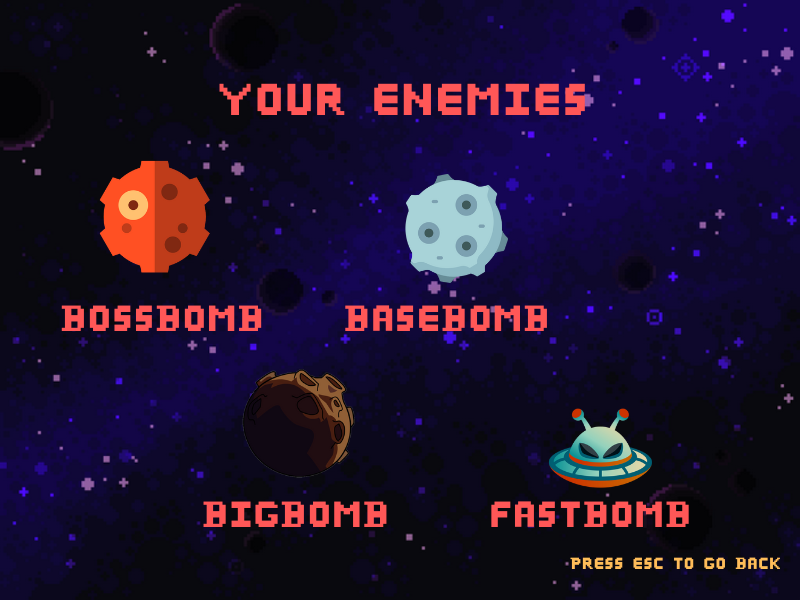 YOUR ENEMIES
BOSSBOMB
BASEBOMB
BIGBOMB
FASTBOMB
PRESS ESC TO GO BACK